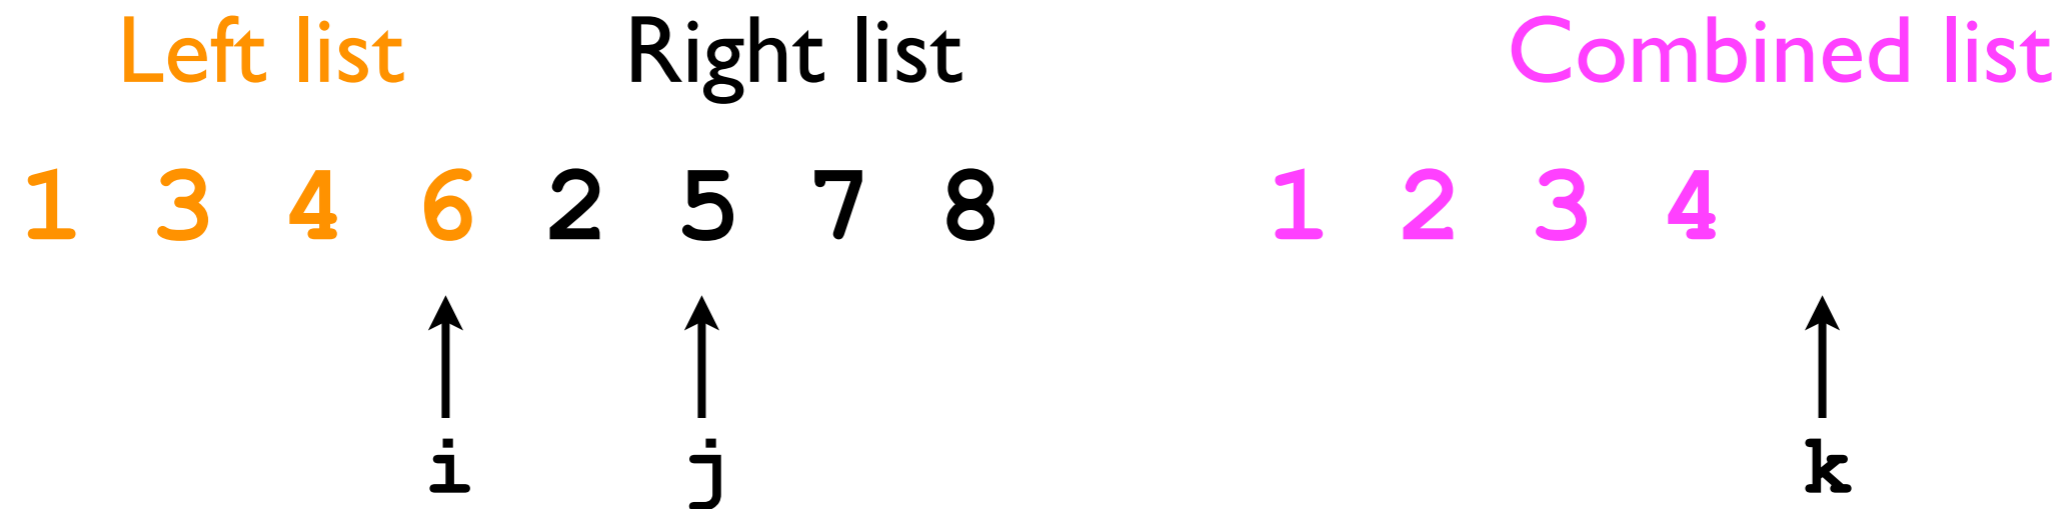 Left list Right list Combined list
1 3 4 6 2 5 7 8 1 2 3 4
i j k